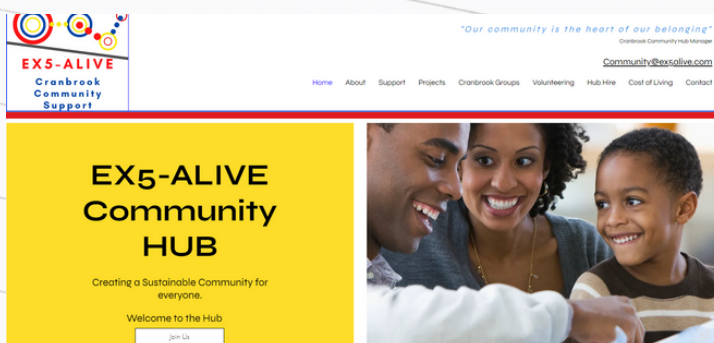 "Our community is the heart of our belonging"
Cranbrook Community Hub Manager
Community@ex5alive.com
EX5-ALIVE
Cranbrook
Community
Support
Home About Support Projects Cranbrook Groups Volunteering Hub Hire Cost of Living Contact
EX5-ALIVE
Community
HUB
Creating a Sustainable Community for
everyone.
Welcome to the Hub
Join Us